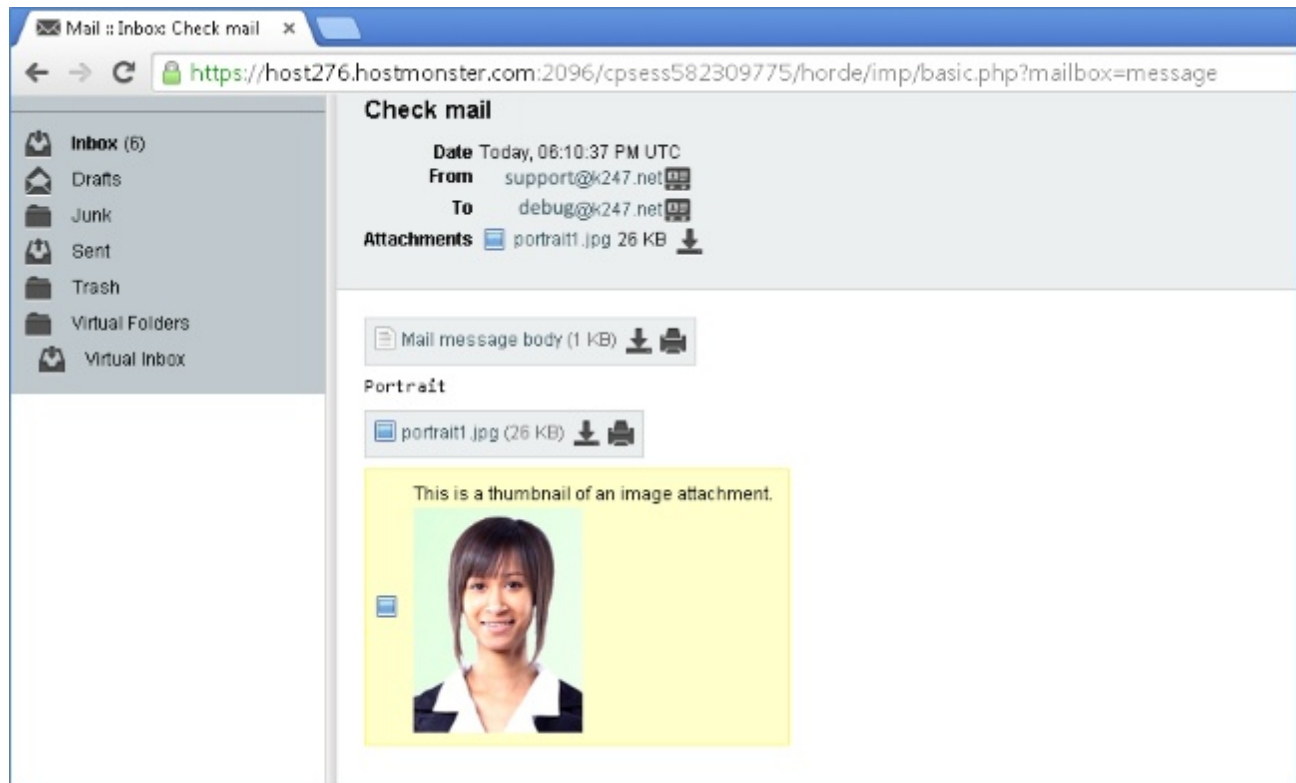 Mail :: Inbox: Check mail
https://host276.hostmonster.com:2096/cpsess582309775/horde/imp/basic.php?mailbox=message
Inbox (6)
Drafts
Junk
Sent
Trash
Virtual Folders
Virtual Inbox
Check mail
Date Today, 06:10:37 PM UTC
From support@k247.net
To debug@k247.net
Attachments portrait1.jpg 26 KB
Mail message body (1 KB)
Portrait
portrait1.jpg (26 KB)
This is a thumbnail of an image attachment.